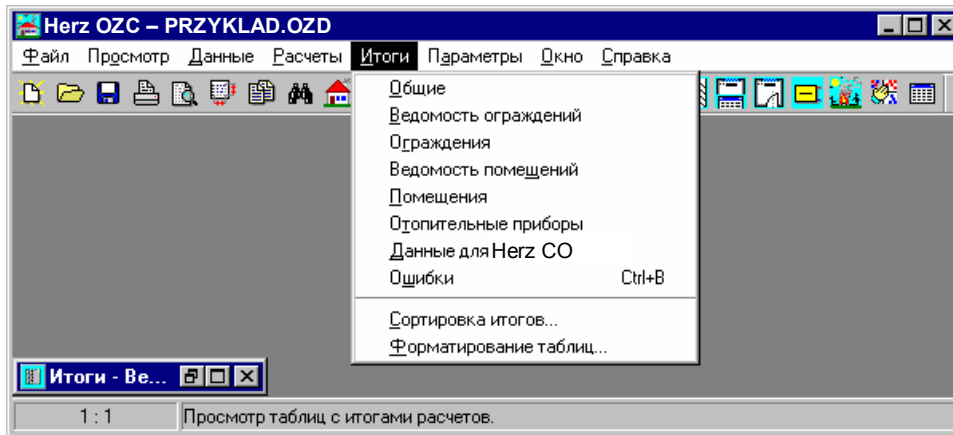 Herz OZC – PRZYKLAD.OZD
Файл Просмотр Данные Расчеты Итоги Параметры Окно Справка
Общие
Ведомость ограждений
Ограждения
Ведомость помещений
Помещения
Отопительные приборы
Данные для Herz CO
Ошибки Ctrl+B
Сортировка итогов...
Форматирование таблиц...
Итоги - Ве...
1 : 1 Просмотр таблиц с итогами расчетов.